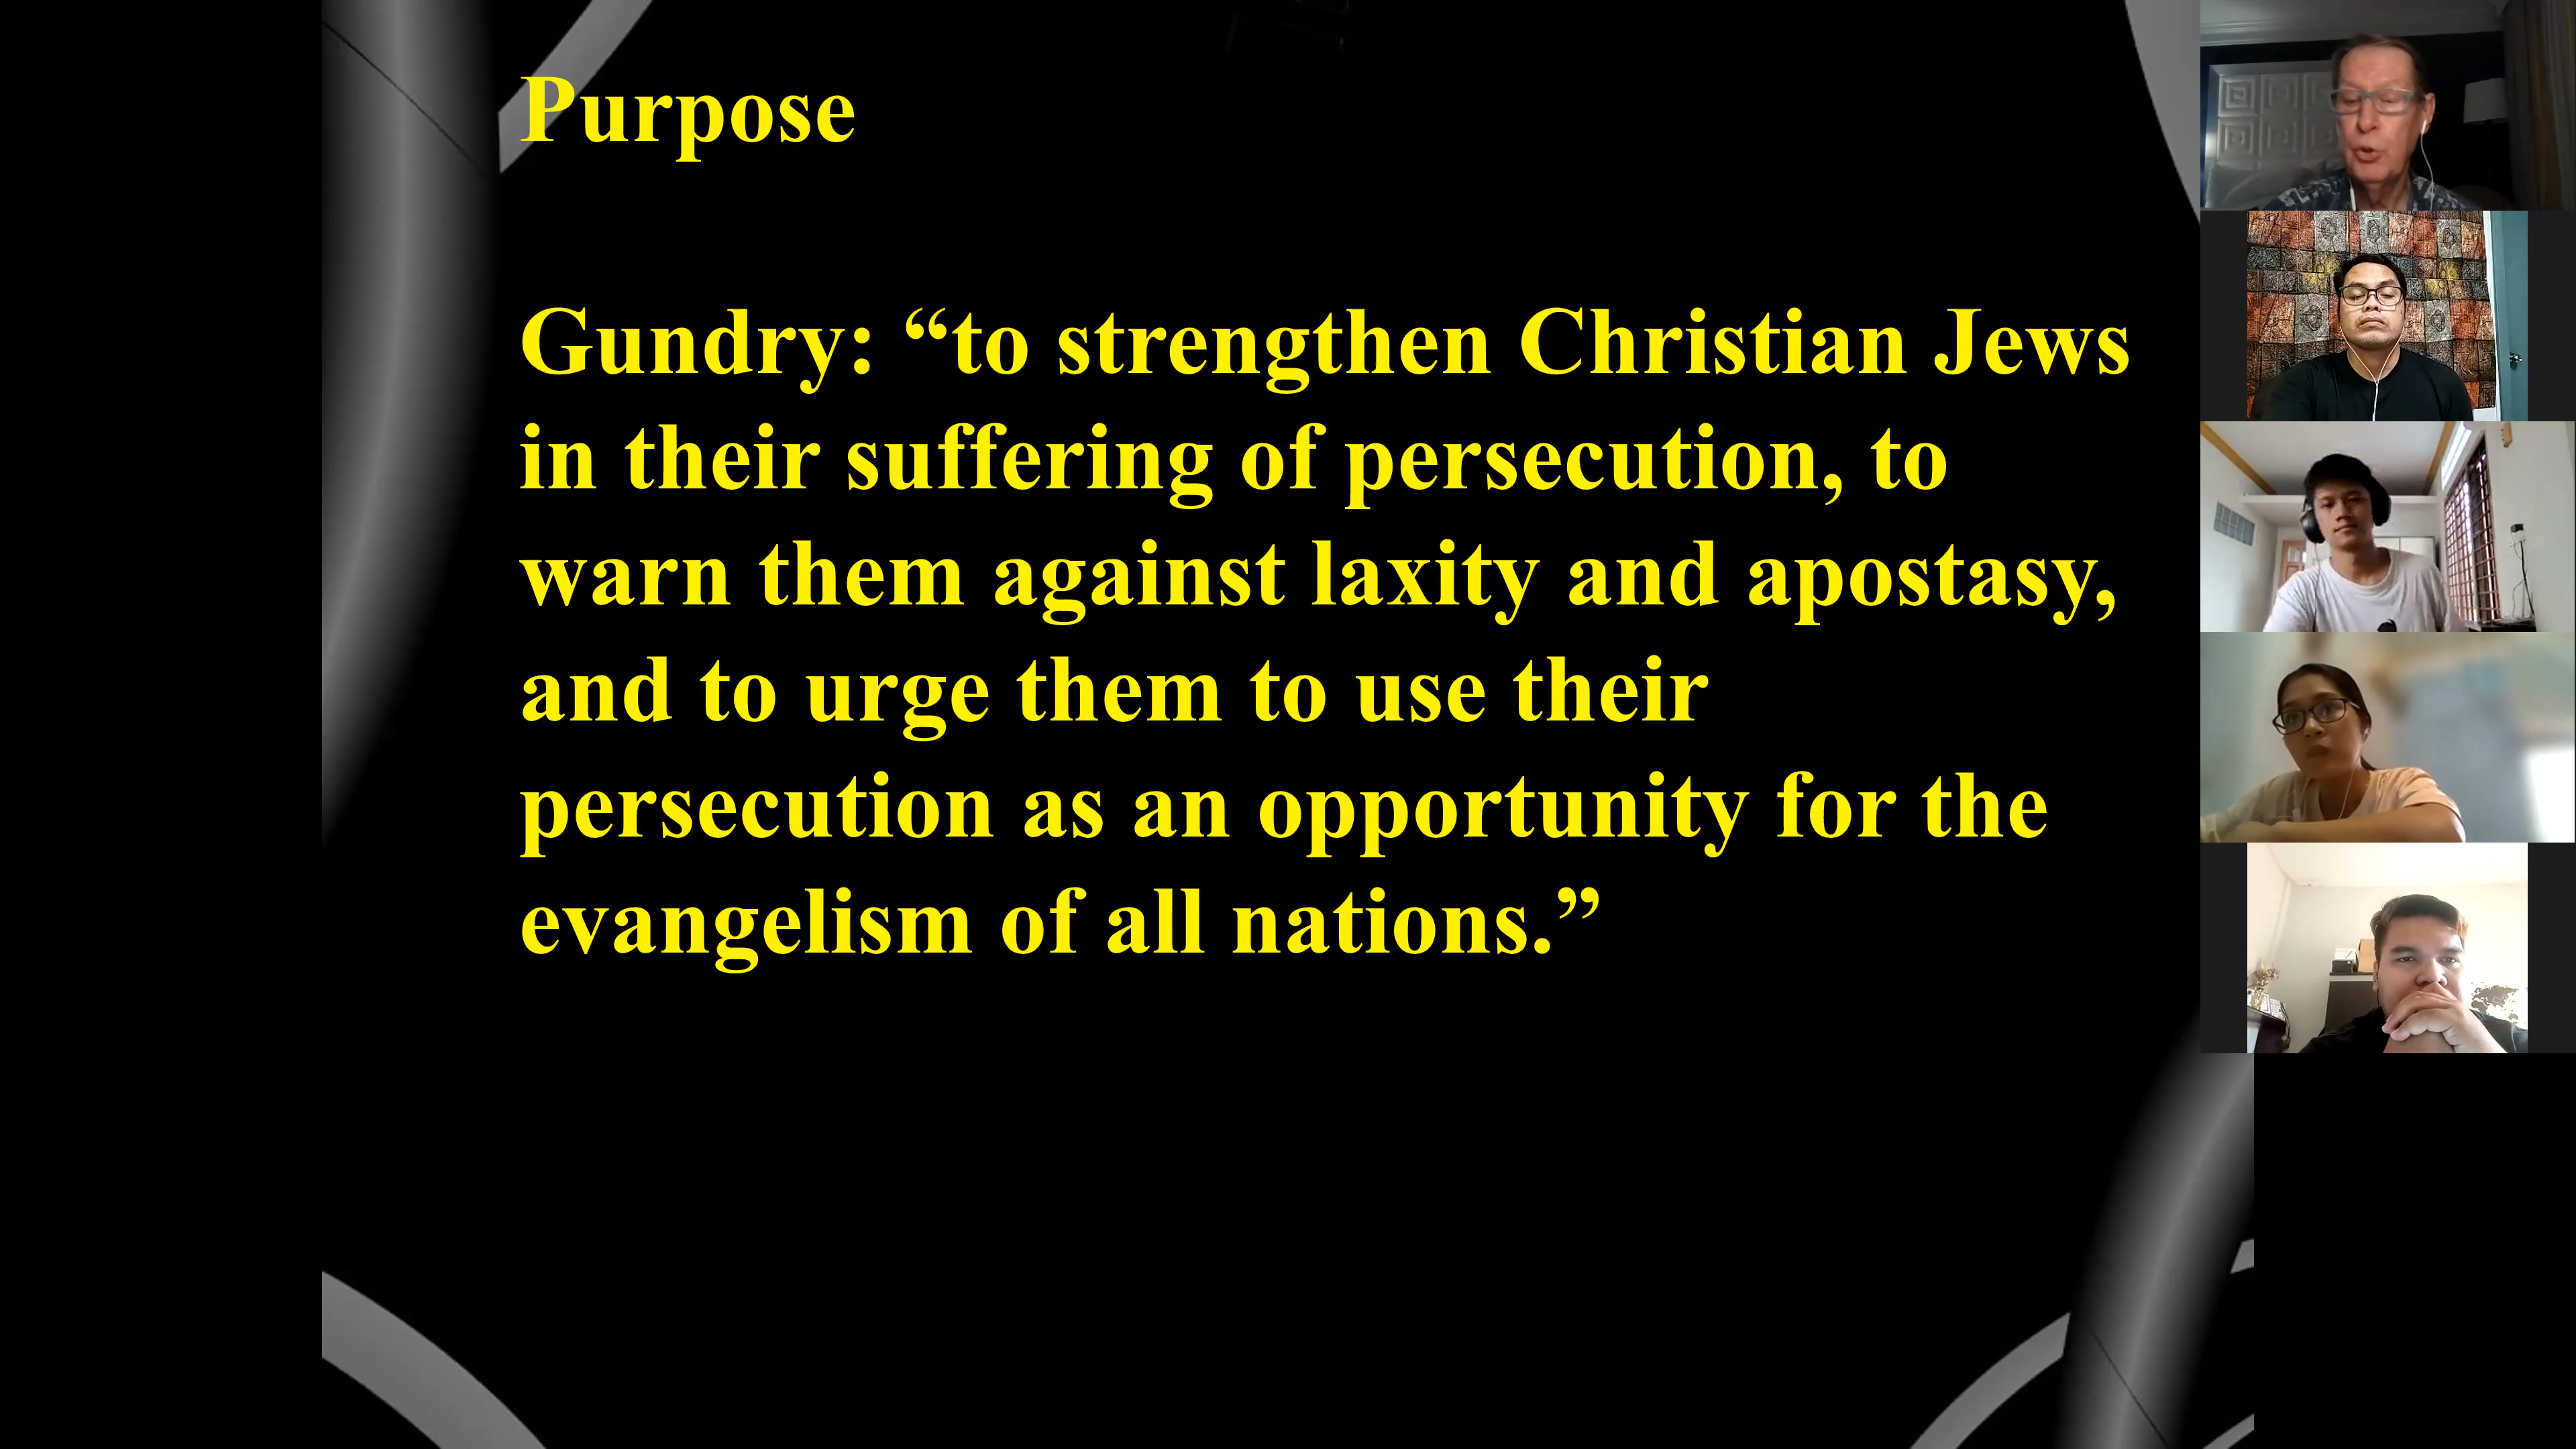 Purpose
Gundry: “to strengthen Christian Jews
in their suffering of persecution, to
warn them against laxity and apostasy,
and to urge them to use their
persecution as an opportunity for the
evangelism of all nations.”